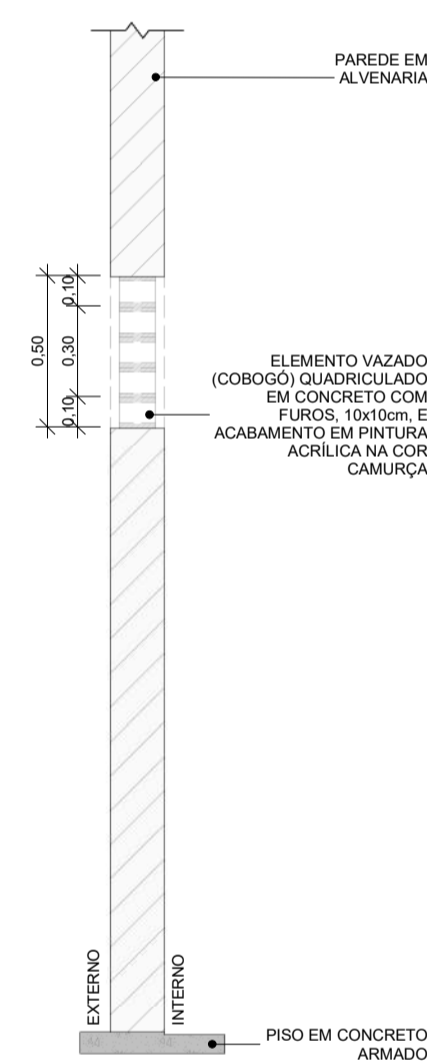 PAREDE EM
ALVENARIA
0,10
0,50
0,30
0,10
ELEMENTO VAZADO
(COBOGÓ) QUADRICULADO
EM CONCRETO COM
FUROS, 10x10cm, E
ACABAMENTO EM PINTURA
ACRÍLICA NA COR
CAMURÇA
EXTERNO
INTERNO
PISO EM CONCRETO
ARMADO